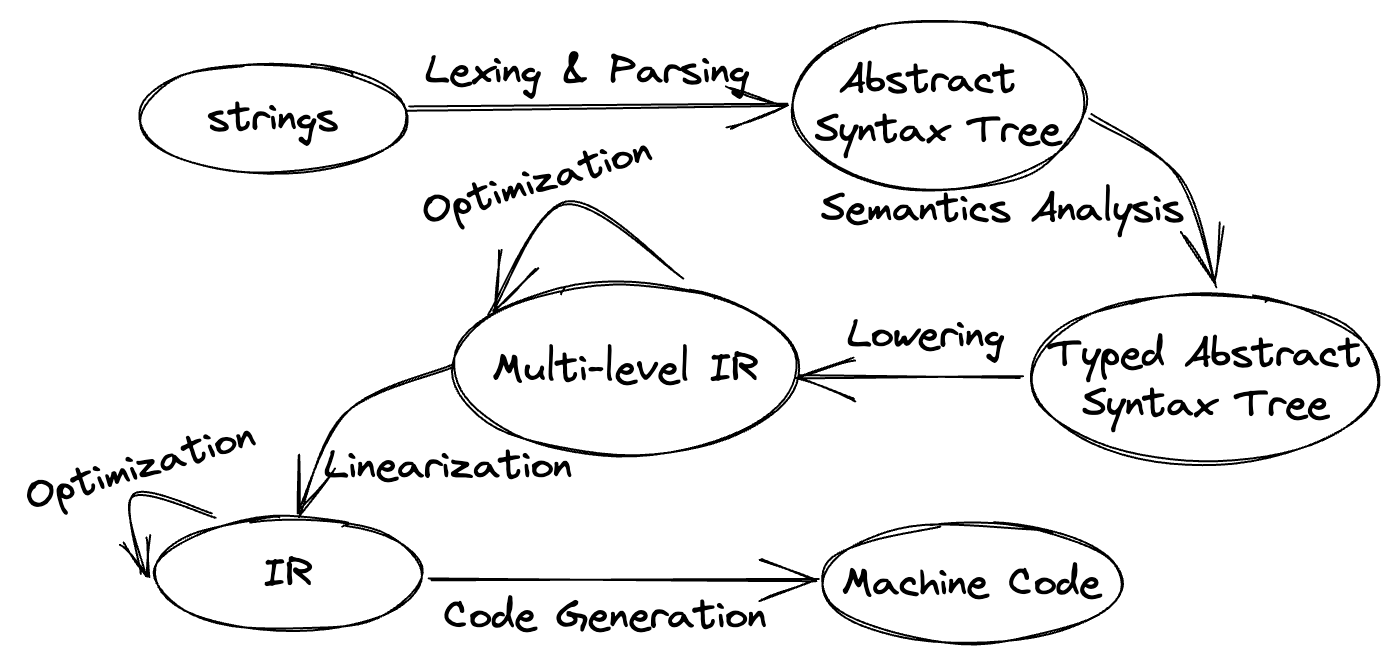 strings
Lexing & Parsing
Abstract
Syntax Tree
Optimization
Semantics Analysis
Multi-level IR
Lowering
Typed Abstract
Syntax Tree
Linearization
Optimization
IR
Code Generation
Machine Code